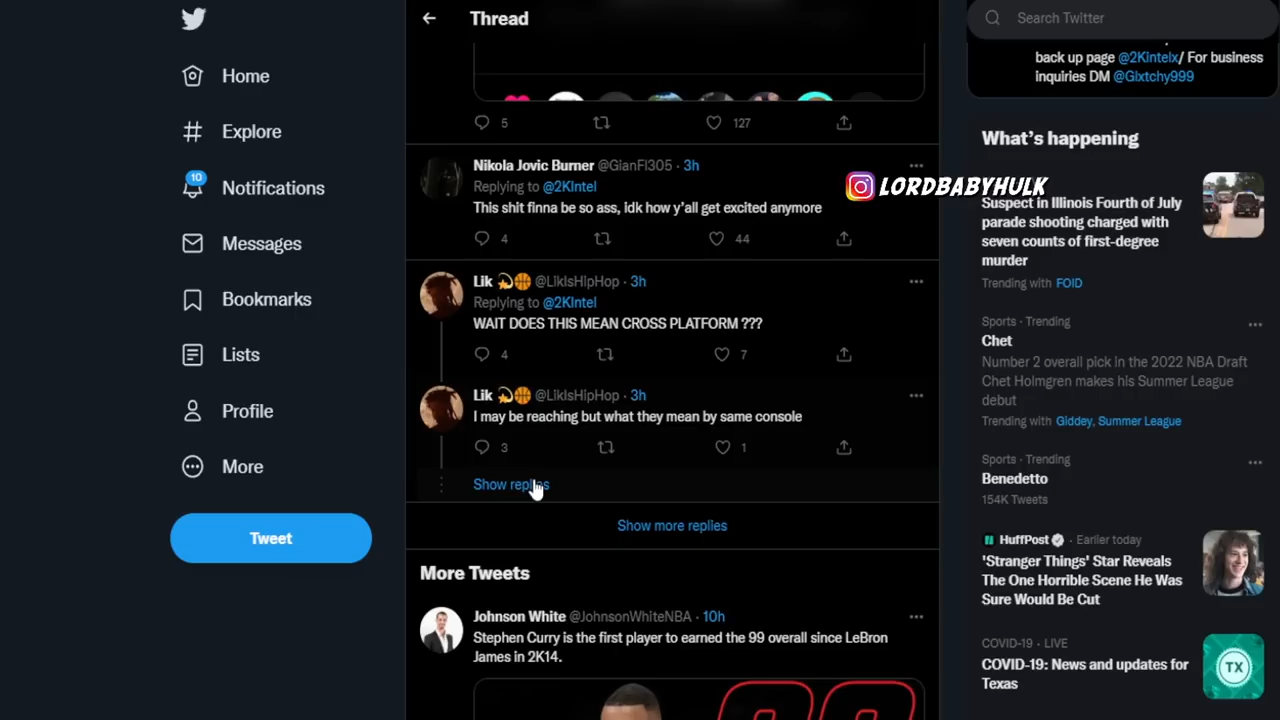 Home
Explore
10
Notifications
Messages
Bookmarks
Lists
Profile
More
Tweet
Thread
5
127
Nikola Jovic Burner @GianFl305 · 3h
Replying to @2KIntel
This shit finna be so ass, idk how y’all get excited anymore
4
44
Lik @LikIsHipHop · 3h
Replying to @2KIntel
WAIT DOES THIS MEAN CROSS PLATFORM ???
4
7
Lik @LikIsHipHop · 3h
I may be reaching but what they mean by same console
3
1
Show replies
Show more replies
More Tweets
Johnson White @JohnsonWhiteNBA · 10h
Stephen Curry is the first player to earned the 99 overall since LeBron
James in 2K14.
99
Search Twitter
back up page @2Kintelx/ For business
inquiries DM @Glxtchy999
What’s happening
LORDBABYHULK
Suspect in Illinois Fourth of July
parade shooting charged with
seven counts of first-degree
murder
Trending with FOID
Sports · Trending
Chet
Number 2 overall pick in the 2022 NBA Draft
Chet Holmgren makes his Summer League
debut
Trending with Giddey, Summer League
Sports · Trending
Benedetto
154K Tweets
HuffPost · Earlier today
'Stranger Things' Star Reveals
The One Horrible Scene He Was
Sure Would Be Cut
COVID-19 · LIVE
COVID-19: News and updates for
Texas
TX